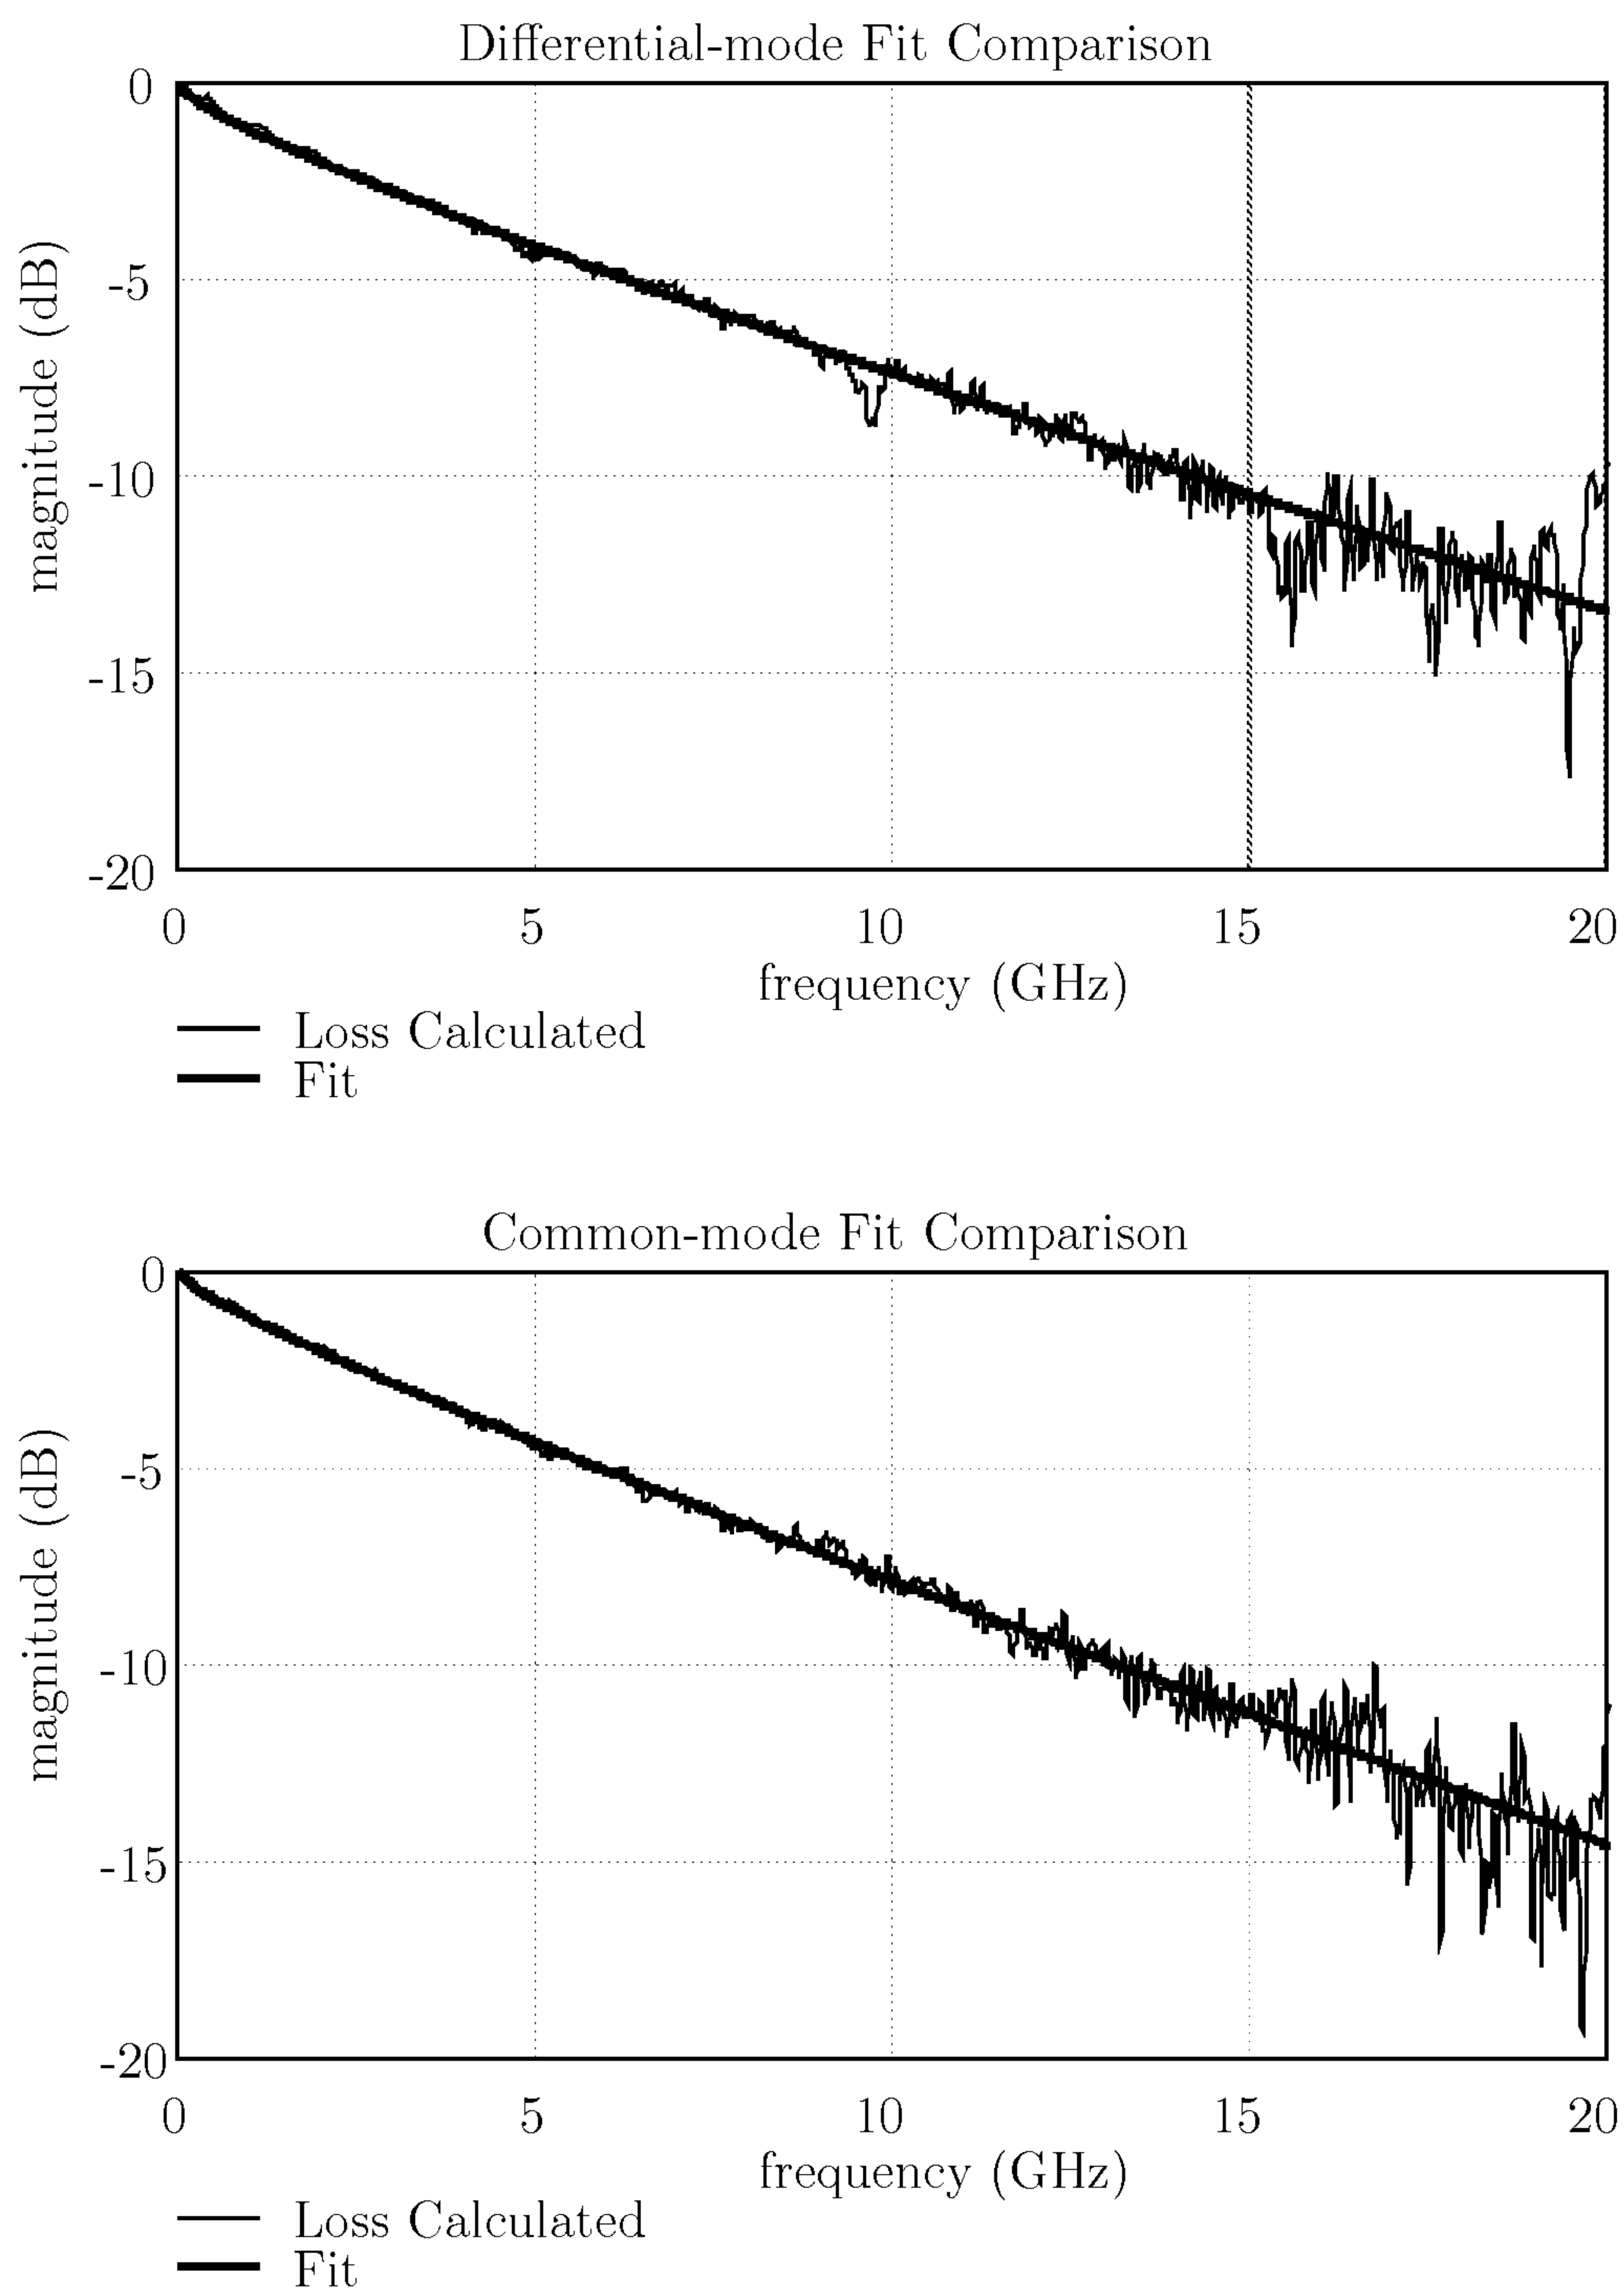 Differential-mode Fit Comparison
0
-5
-10
-15
-20
magnitude (dB)
0 5 10 15 20
frequency (GHz)
Loss Calculated
Fit
Common-mode Fit Comparison
0
-5
-10
-15
-20
magnitude (dB)
0 5 10 15 20
frequency (GHz)
Loss Calculated
Fit